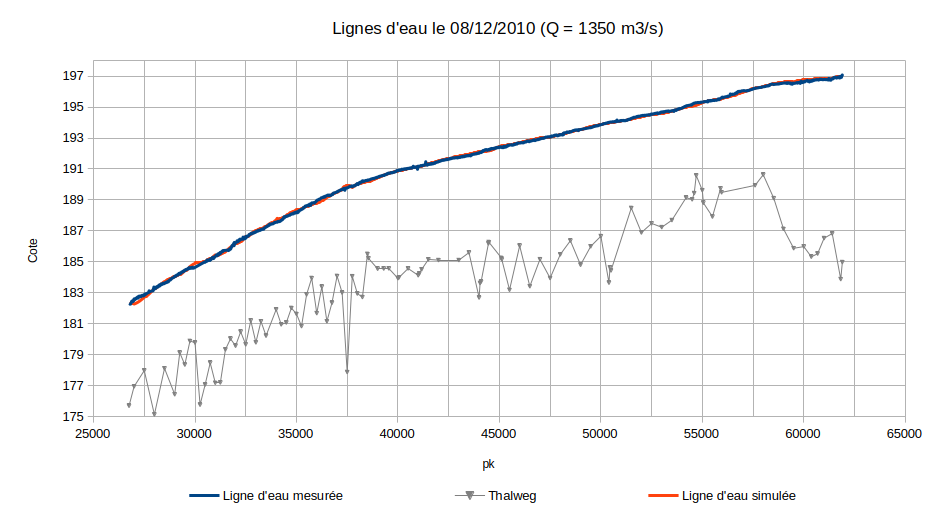 Lignes d'eau le 08/12/2010 (Q = 1350 m3/s)
197
195
193
191
189
187
185
183
181
179
177
175
Cote
25000 30000 35000 40000 45000 50000 55000 60000 65000
pk
Ligne d'eau mesurée Thalweg Ligne d'eau simulée